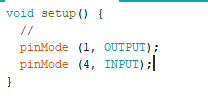 void setup() {
//
pinMode (1, OUTPUT);
pinMode (4, INPUT);
}